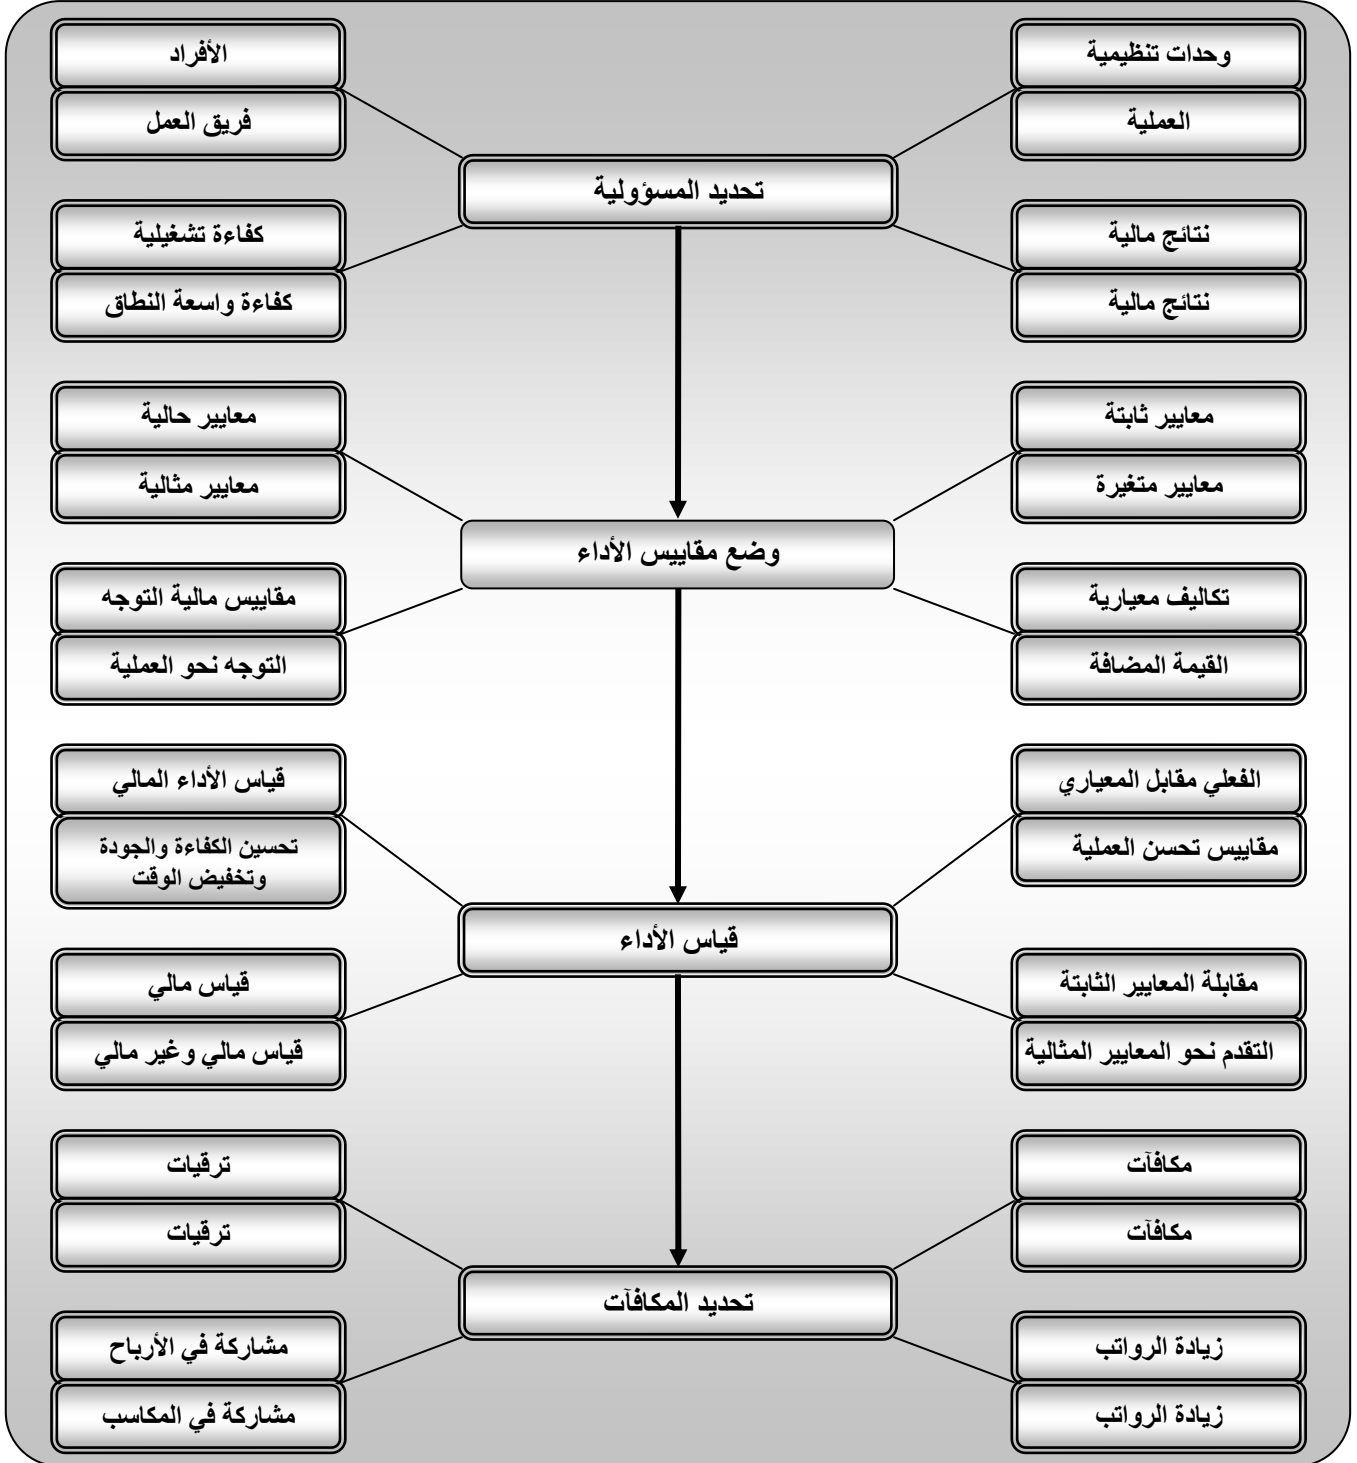 وحدات تنظيمية
الأفراد
العملية
فريق العمل
تحديد المسؤولية
نتائج مالية
كفاءة تشغيلية
نتائج مالية
كفاءة واسعة النطاق
معايير ثابتة
معايير حالية
معايير متغيرة
معايير مثالية
وضع مقاييس الأداء
تكاليف معيارية
مقاييس مالية التوجه
القيمة المضافة
التوجه نحو العملية
الفعلي مقابل المعياري
قياس الأداء المالي
مقاييس تحسن العملية
تحسين الكفاءة والجودة
وتخفيض الوقت
قياس الأداء
مقابلة المعايير الثابتة
قياس مالي
التقدم نحو المعايير المثالية
قياس مالي وغير مالي
مكافآت
ترقيات
مكافآت
ترقيات
تحديد المكافآت
زيادة الرواتب
مشاركة في الأرباح
زيادة الرواتب
مشاركة في المكاسب